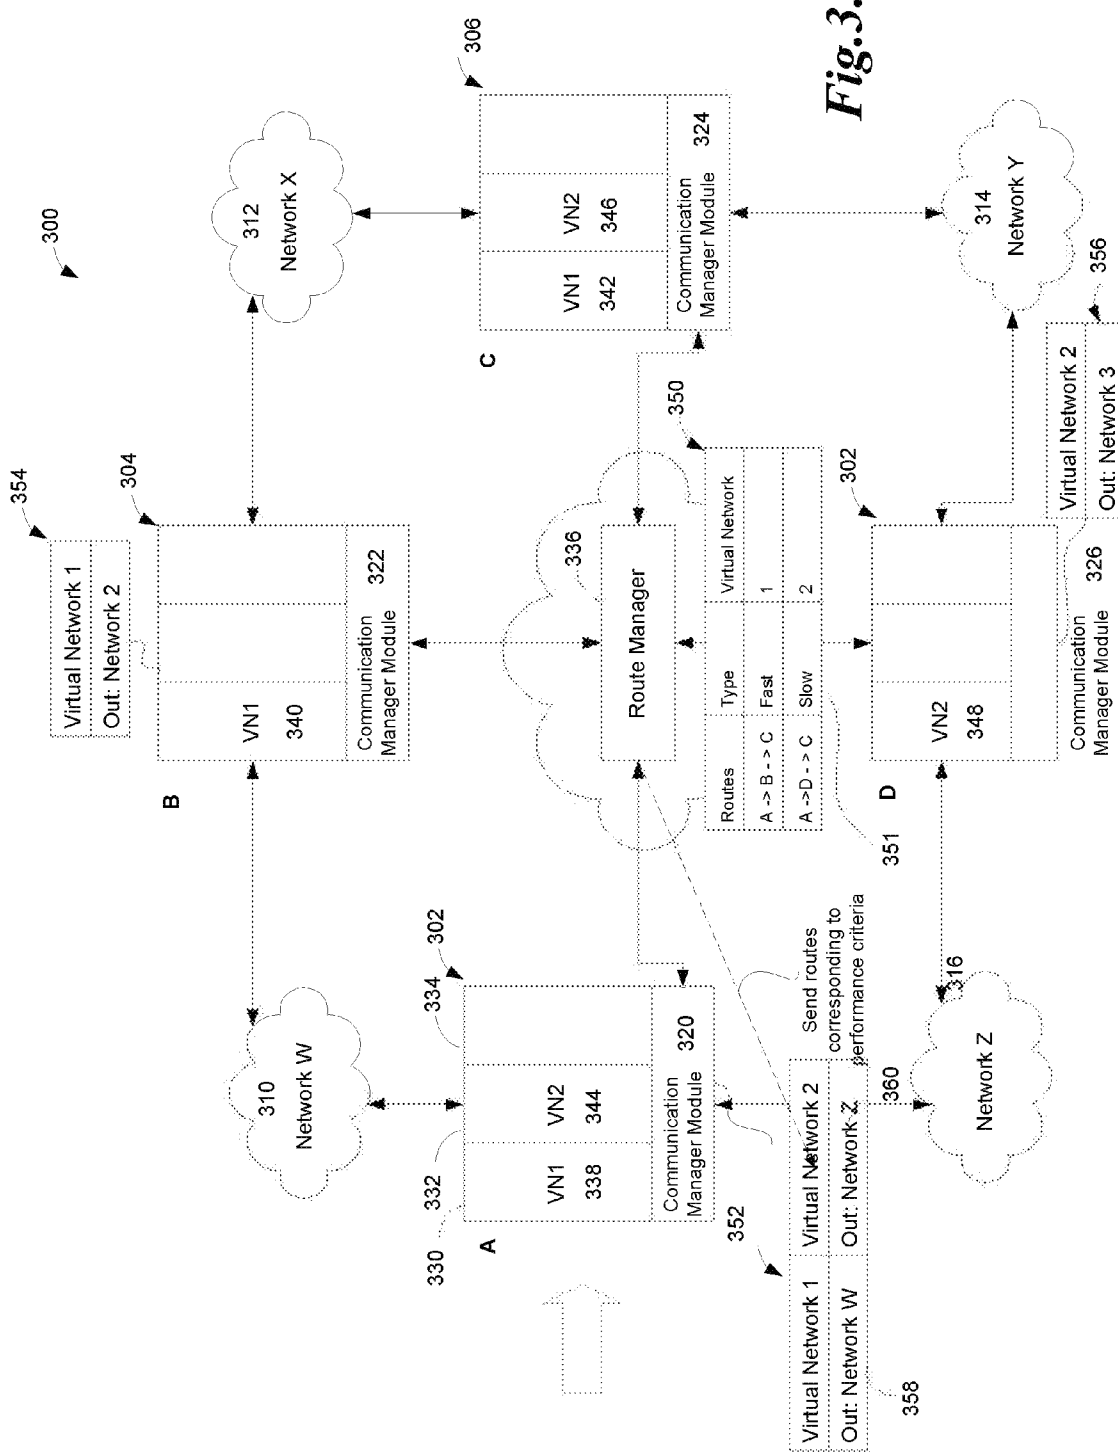 300
354
Virtual Network 1
Out: Network 2
304
B
VN1
340
Communication
Manager Module
322
310
Network W
312
Network X
306
C
VN1
342
VN2
346
Communication
Manager Module
324
330
332
334
302
A
VN1
338
VN2
344
Communication
Manager Module
320
Route Manager
336
350
Routes
Type
Virtual Network
A -> B - -> C
Fast
1
A ->D - -> C
Slow
2
351
Send routes
corresponding to
performance criteria
352
Virtual Network 1
Virtual Network 2
Out: Network W
Out: Network Z
358
360
316
Network Z
302
D
VN2
348
Communication
Manager Module
326
314
Network Y
356
Virtual Network 2
Out: Network 3
Fig.3.